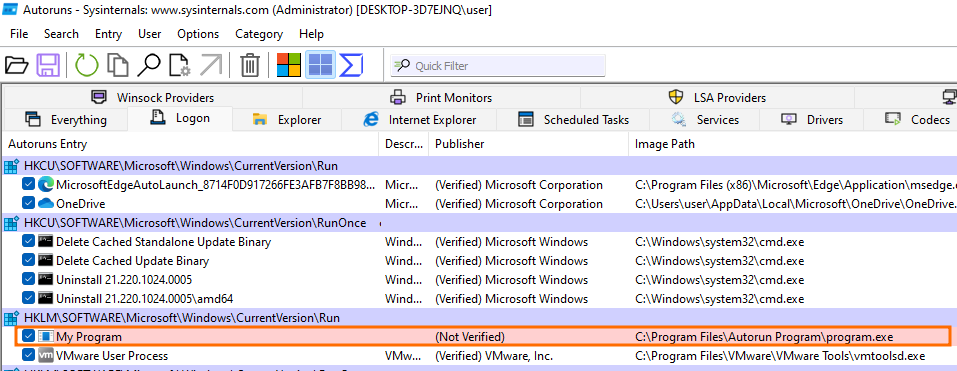 Autoruns - Sysinternals: www.sysinternals.com (Administrator) [DESKTOP-3D7EJNQ\user]
File Search Entry User Options Category Help
Quick Filter
Winsock Providers Print Monitors LSA Providers
Everything Logon Explorer Internet Explorer Scheduled Tasks Services Drivers Codecs
Autoruns Entry Descr... Publisher Image Path
HKCU\SOFTWARE\Microsoft\Windows\CurrentVersion\Run
MicrosoftEdgeAutoLaunch_8714F0D917266FE3AFB7F8BB98... Micr... (Verified) Microsoft Corporation C:\Program Files (x86)\Microsoft\Edge\Application\msedge.e
OneDrive Micr... (Verified) Microsoft Corporation C:\Users\user\AppData\Local\Microsoft\OneDrive\OneDrive.
HKCU\SOFTWARE\Microsoft\Windows\CurrentVersion\RunOnce
Delete Cached Standalone Update Binary Wind... (Verified) Microsoft Windows C:\Windows\system32\cmd.exe
Delete Cached Update Binary Wind... (Verified) Microsoft Windows C:\Windows\system32\cmd.exe
Uninstall 21.220.1024.0005 Wind... (Verified) Microsoft Windows C:\Windows\system32\cmd.exe
Uninstall 21.220.1024.0005\amd64 Wind... (Verified) Microsoft Windows C:\Windows\system32\cmd.exe
HKLM\SOFTWARE\Microsoft\Windows\CurrentVersion\Run
My Program (Not Verified) C:\Program Files\Autorun Program\program.exe
VMware User Process VMw... (Verified) VMware, Inc. C:\Program Files\VMware\VMware Tools\vmtoolsd.exe